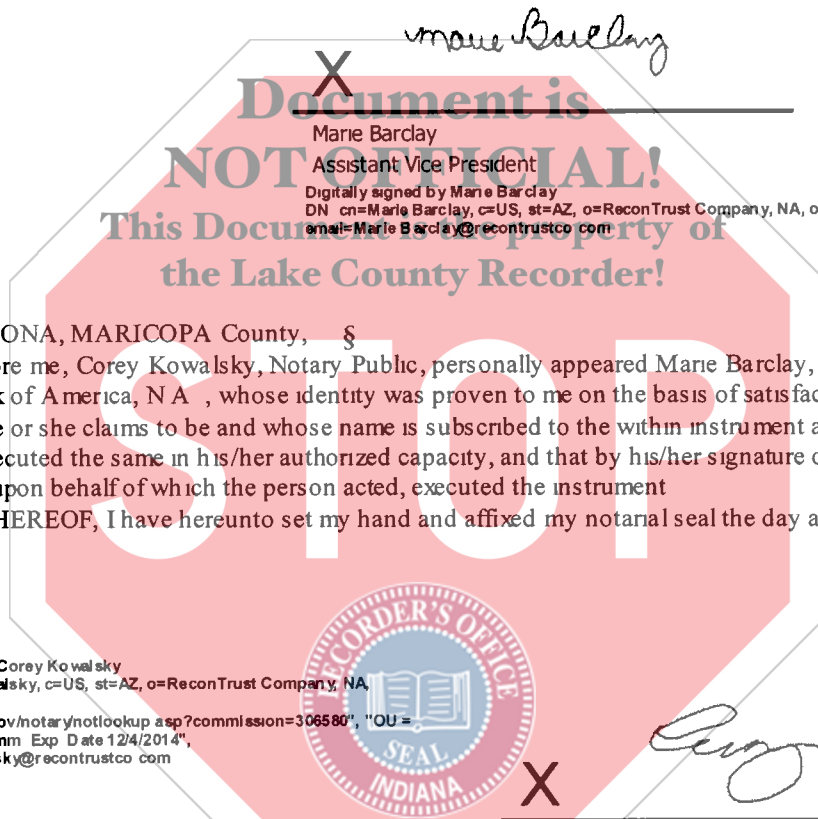 Marie Barclay
X
Document is
Marie Barclay
NOT OFFICIAL!
Assistant Vice President
Digitally signed by Marie Barclay
DN cn=Marie Barclay, c=US, st=AZ, o=ReconTrust Company, NA, o
This Document is the property of
email=Marie Barclay@recontrustco com
the Lake County Recorder!
ONA, MARICOPA County, §
re me, Corey Kowalsky, Notary Public, personally appeared Marie Barclay,
k of America, N A , whose identity was proven to me on the basis of satisfac
e or she claims to be and whose name is subscribed to the within instrument a
ecuted the same in his/her authorized capacity, and that by his/her signature o
upon behalf of which the person acted, executed the instrument
HEREOF, I have hereunto set my hand and affixed my notarial seal the day a
STOP
Corey Kowalsky
alsky, c=US, st=AZ, o=ReconTrust Company, NA,
ov/notary/notlookup asp?commission=306580", "OU =
mm Exp Date 12/4/2014",
sky@recontrustco com
RECORDER'S OFFICE
SEAL
INDIANA
X